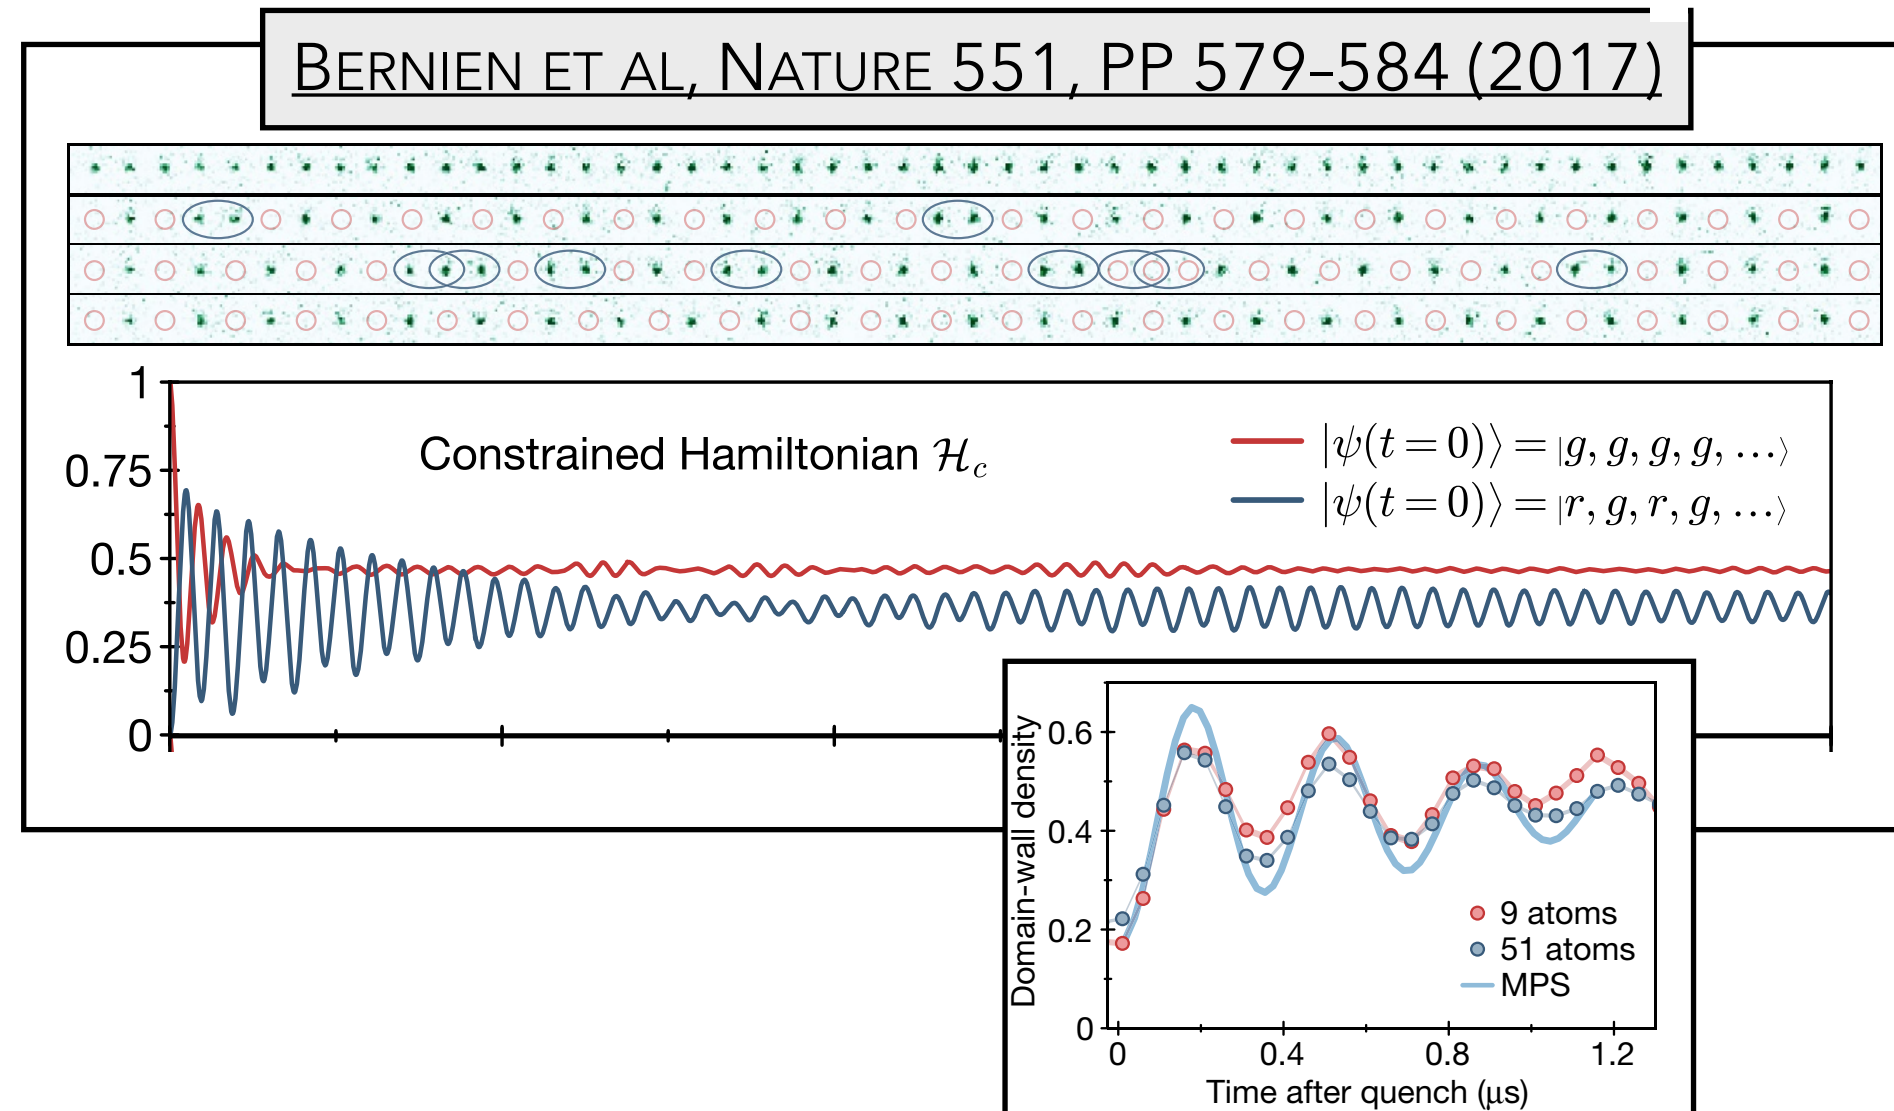 BERNIEN ET AL, NATURE 551, PP 579–584 (2017)
1
0.75
0.5
0.25
0
Constrained Hamiltonian ℋc
|ψ(t = 0)⟩ = |g, g, g, g, ...⟩
|ψ(t = 0)⟩ = |r, g, r, g, ...⟩
Domain-wall density
0.6
0.4
0.2
0
9 atoms
51 atoms
MPS
0 0.4 0.8 1.2
Time after quench (μs)